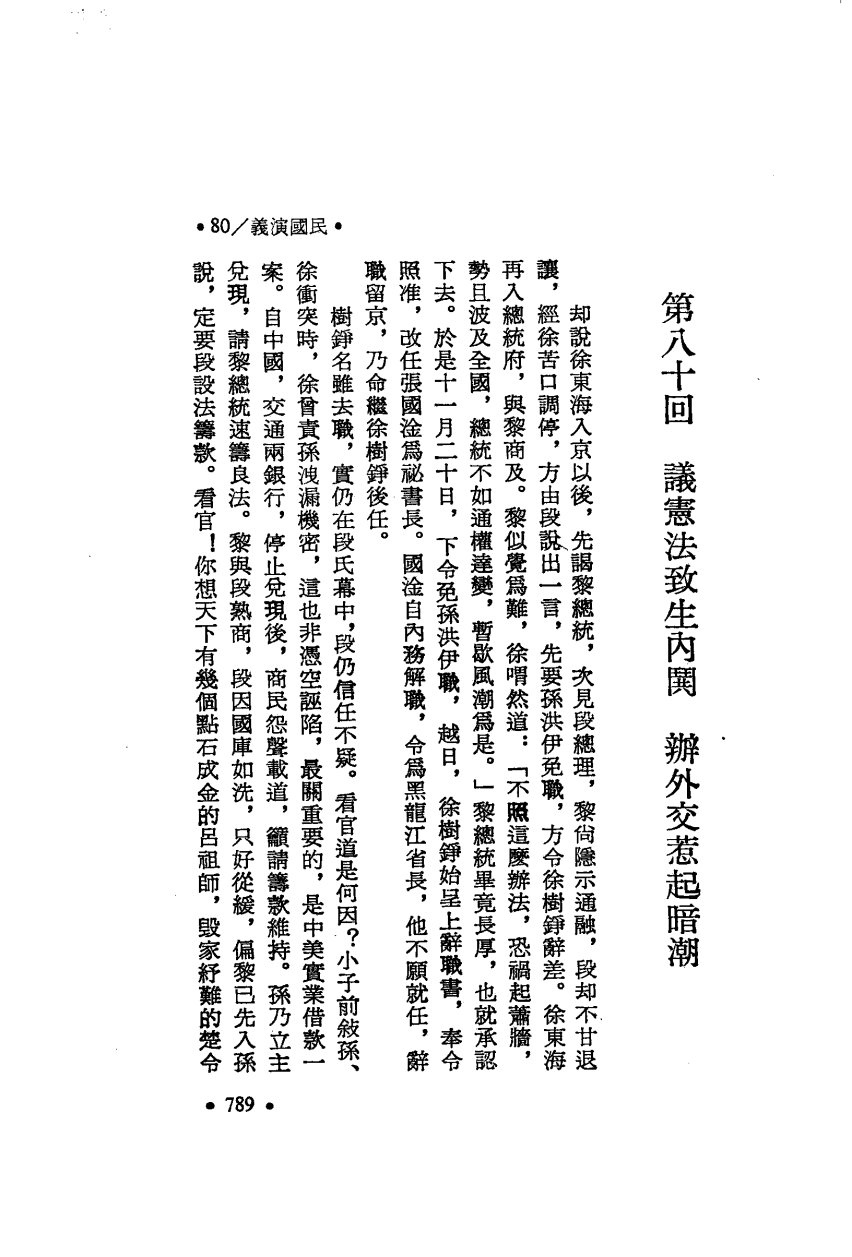 •80／義演國民•
第八十回　議憲法致生內鬨　辦外交惹起暗潮
却說徐東海入京以後，先謁黎總統，次見段總理，黎尙隱示通融，段却不甘退
讓，經徐苦口調停，方由段說出一言，先要孫洪伊免職，方令徐樹錚辭差。徐東海
再入總統府，與黎商及。黎似覺爲難，徐喟然道：「不照這麼辦法，恐禍起蕭牆，
勢且波及全國，總統不如通權達變，暫歇風潮爲是。」黎總統畢竟長厚，也就承認
下去。於是十一月二十日，下令免孫洪伊職，越日，徐樹錚始呈上辭職書，奉令
照准，改任張國淦爲祕書長。國淦自內務解職，令爲黑龍江省長，他不願就任，辭
職留京，乃命繼徐樹錚後任。
樹錚名雖去職，實仍在段氏幕中，段仍信任不疑。看官道是何因？小子前敍孫、
徐衝突時，徐曾責孫洩漏機密，這也非憑空誣陷，最關重要的，是中美實業借款一
案。自中國，交通兩銀行，停止兌現後，商民怨聲載道，籲請籌款維持。孫乃立主
兌現，請黎總統速籌良法。黎與段熟商，段因國庫如洗，只好從緩，偏黎已先入孫
說，定要段設法籌款。看官！你想天下有幾個點石成金的呂祖師，毀家紓難的楚令
•789•